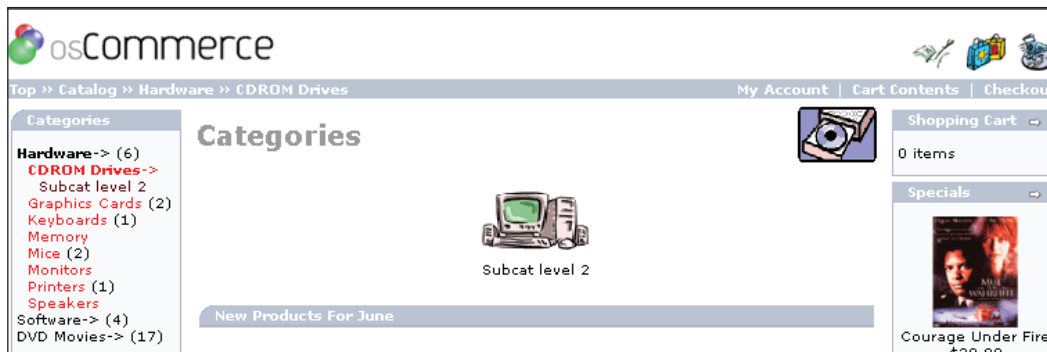 osCommerce
Top » Catalog » Hardware » CDROM Drives
My Account | Cart Contents | Checkou
Categories
Hardware-> (6)
CDROM Drives->
Subcat level 2
Graphics Cards (2)
Keyboards (1)
Memory
Mice (2)
Monitors
Printers (1)
Speakers
Software-> (4)
DVD Movies-> (17)
Categories
Subcat level 2
New Products For June
Shopping Cart
0 items
Specials
Courage Under Fire